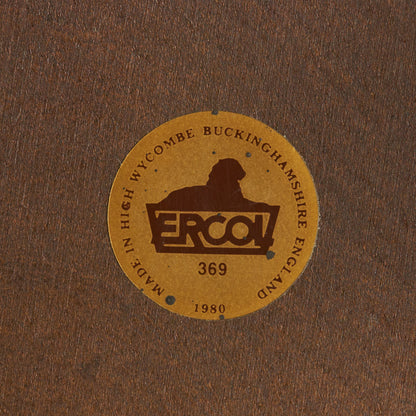 MADE IN HIGH WYCOMBE BUCKINGHAMSHIRE ENGLAND
ERCOL
369
1980